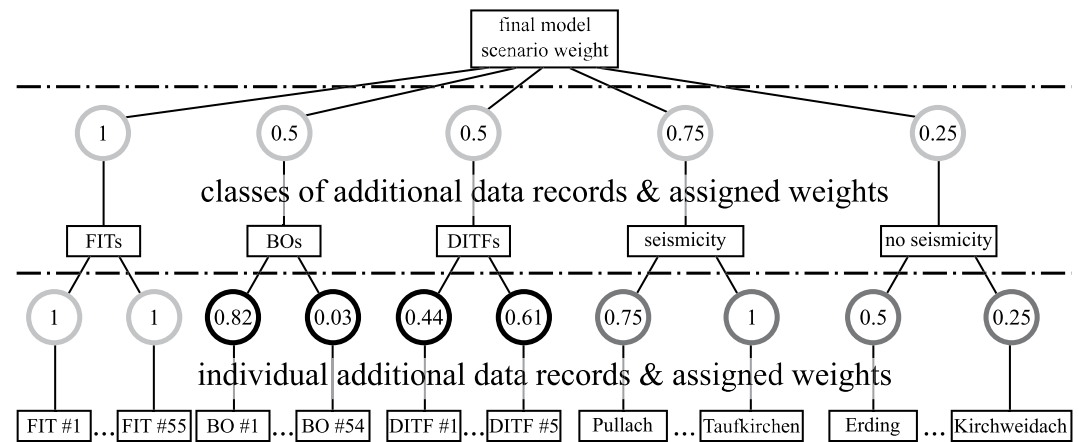 final model
scenario weight
1 0.5 0.5 0.75 0.25
classes of additional data records & assigned weights
FITs BOs DITFs seismicity no seismicity
1 1 0.82 0.03 0.44 0.61 0.75 1 0.5 0.25
individual additional data records & assigned weights
FIT #1 ... FIT #55 BO #1 ... BO #54 DITF #1 ... DITF #5 Pullach ... Taufkirchen Erding ... Kirchweidach